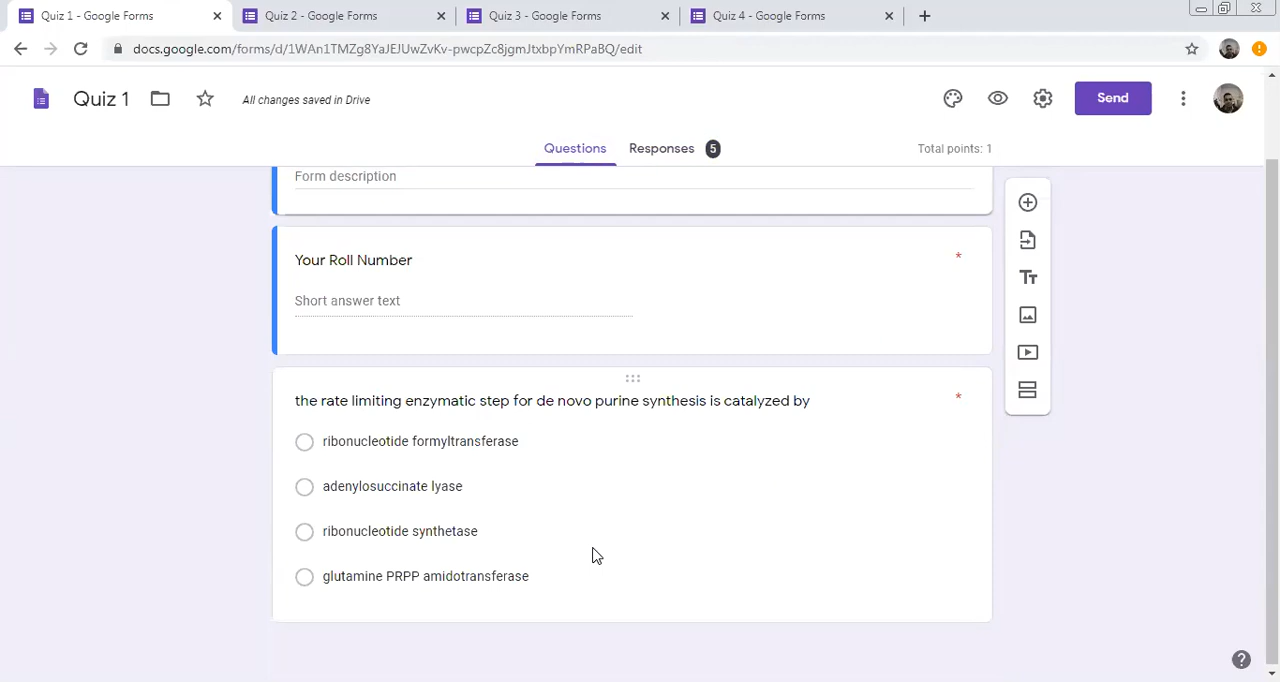 Quiz 1 - Google Forms
Quiz 2 - Google Forms
Quiz 3 - Google Forms
Quiz 4 - Google Forms
docs.google.com/forms/d/1WAn1TMZg8YaJEJUwZvKv-pwcpZc8jgmJtxbpYmRPaBQ/edit
Quiz 1
All changes saved in Drive
Send
Questions
Responses 5
Total points: 1
Form description
Your Roll Number *
Short answer text
the rate limiting enzymatic step for de novo purine synthesis is catalyzed by *
ribonucleotide formyltransferase
adenylosuccinate lyase
ribonucleotide synthetase
glutamine PRPP amidotransferase